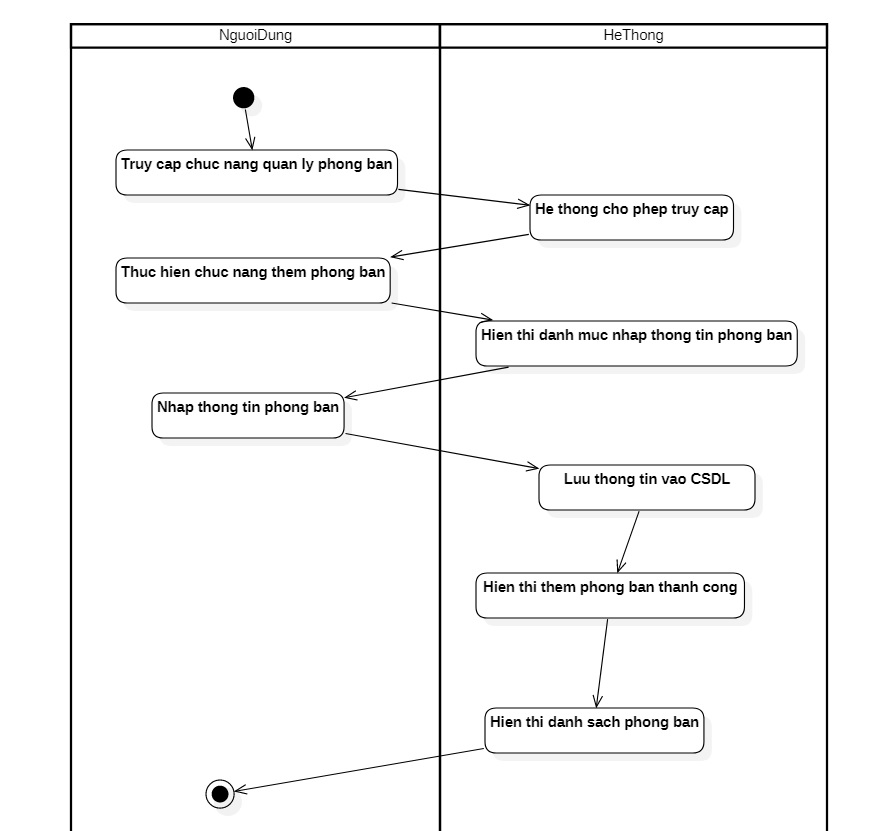 NguoiDung
HeThong
Truy cap chuc nang quan ly phong ban
He thong cho phep truy cap
Thuc hien chuc nang them phong ban
Hien thi danh muc nhap thong tin phong ban
Nhap thong tin phong ban
Luu thong tin vao CSDL
Hien thi them phong ban thanh cong
Hien thi danh sach phong ban